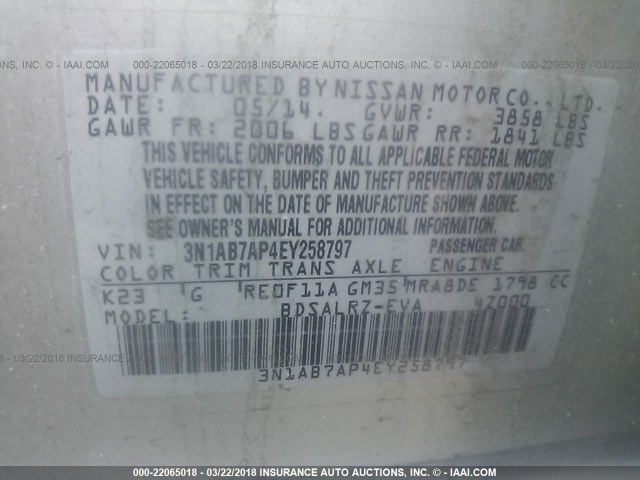 000-22065018 - 03/22/2018 - INSURANCE AUTO AUCTIONS, INC. - © - IAAI.COM
MANUFACTURED BY NISSAN MOTOR CO., LTD.
DATE: 05/14. GVWR: 3858 LBS
GAWR FR: 2006 LBS GAWR RR: 1841 LBS
THIS VEHICLE CONFORMS TO ALL APPLICABLE FEDERAL MOTOR
VEHICLE SAFETY, BUMPER AND THEFT PREVENTION STANDARDS
IN EFFECT ON THE DATE OF MANUFACTURE SHOWN ABOVE.
SEE OWNER'S MANUAL FOR ADDITIONAL INFORMATION.
VIN: 3N1AB7AP4EY258797 PASSENGER CAR
COLOR TRIM TRANS AXLE ENGINE
K23 G RE0F11A GM35 MRA8DE 1798 CC
MODEL: BDSALRZ-EVA 47000
3N1AB7AP4EY258797
000-22065018 - 03/22/2018 - INSURANCE AUTO AUCTIONS, INC. - © - IAAI.COM
000-22065018 - 03/22/2018 - INSURANCE AUTO AUCTIONS, INC. - © - IAAI.COM